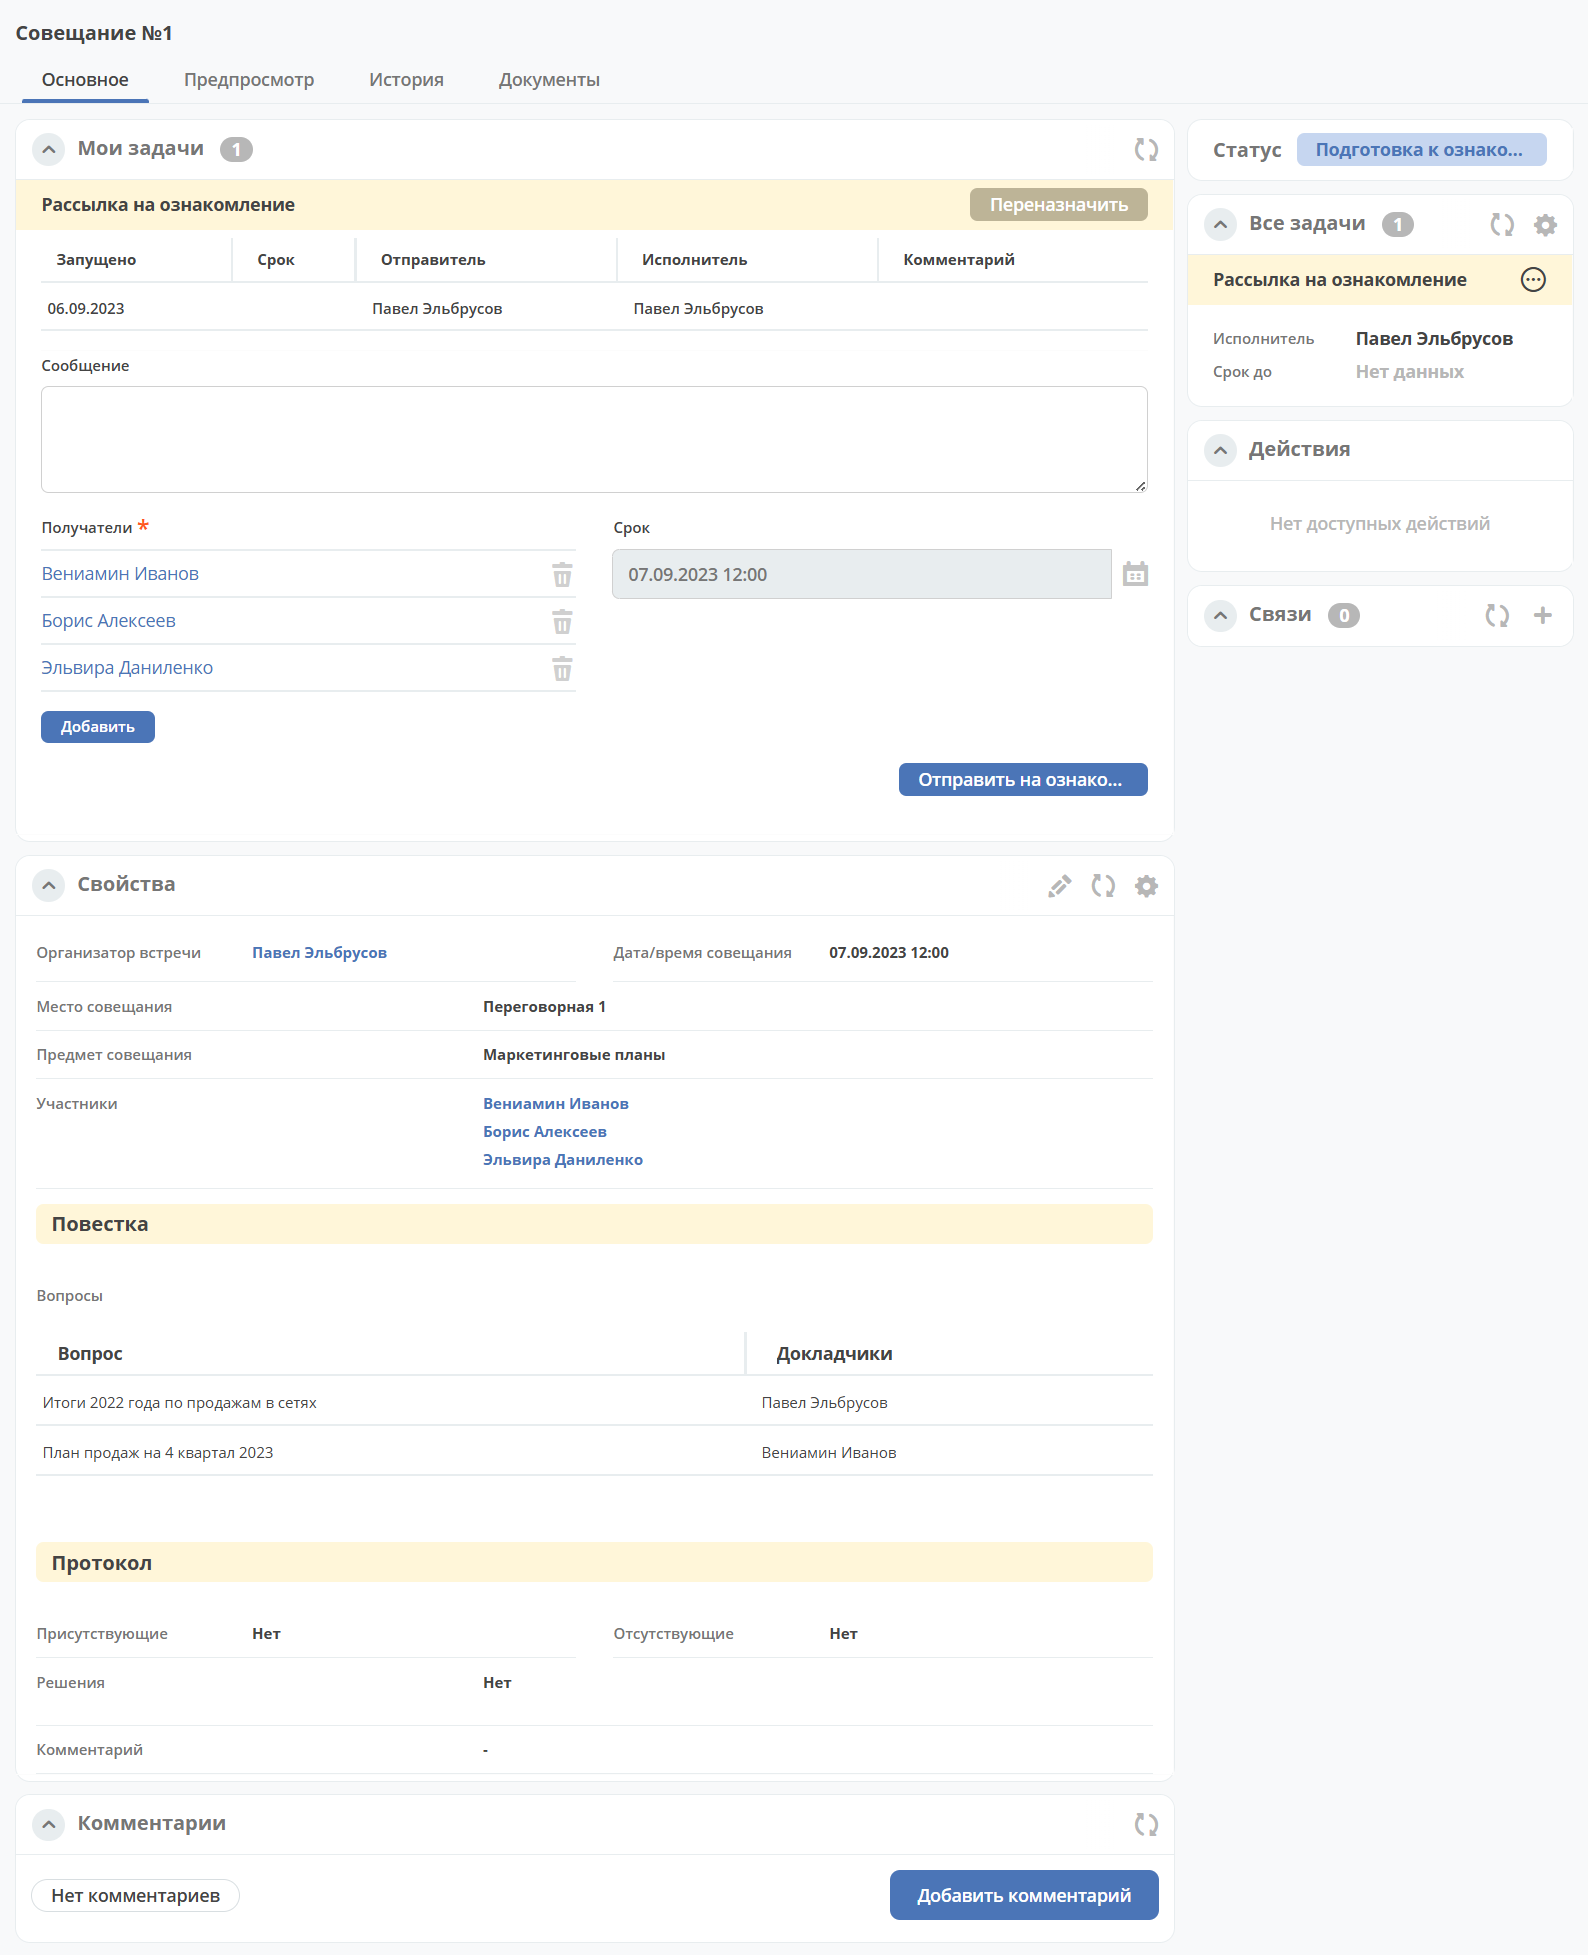 Совещание №1
Основное Предпросмотр История Документы
Мои задачи 1
Рассылка на ознакомление Переназначить
Запущено Срок Отправитель Исполнитель Комментарий
06.09.2023 Павел Эльбрусов Павел Эльбрусов
Сообщение
Получатели * Срок
Вениамин Иванов 07.09.2023 12:00
Борис Алексеев
Эльвира Даниленко
Добавить
Отправить на ознако...
Свойства
Организатор встречи Павел Эльбрусов Дата/время совещания 07.09.2023 12:00
Место совещания Переговорная 1
Предмет совещания Маркетинговые планы
Участники Вениамин Иванов
Борис Алексеев
Эльвира Даниленко
Повестка
Вопросы
Вопрос Докладчики
Итоги 2022 года по продажам в сетях Павел Эльбрусов
План продаж на 4 квартал 2023 Вениамин Иванов
Протокол
Присутствующие Нет Отсутствующие Нет
Решения Нет
Комментарий -
Комментарии
Нет комментариев Добавить комментарий
Статус Подготовка к ознако...
Все задачи 1
Рассылка на ознакомление
Исполнитель Павел Эльбрусов
Срок до Нет данных
Действия
Нет доступных действий
Связи 0